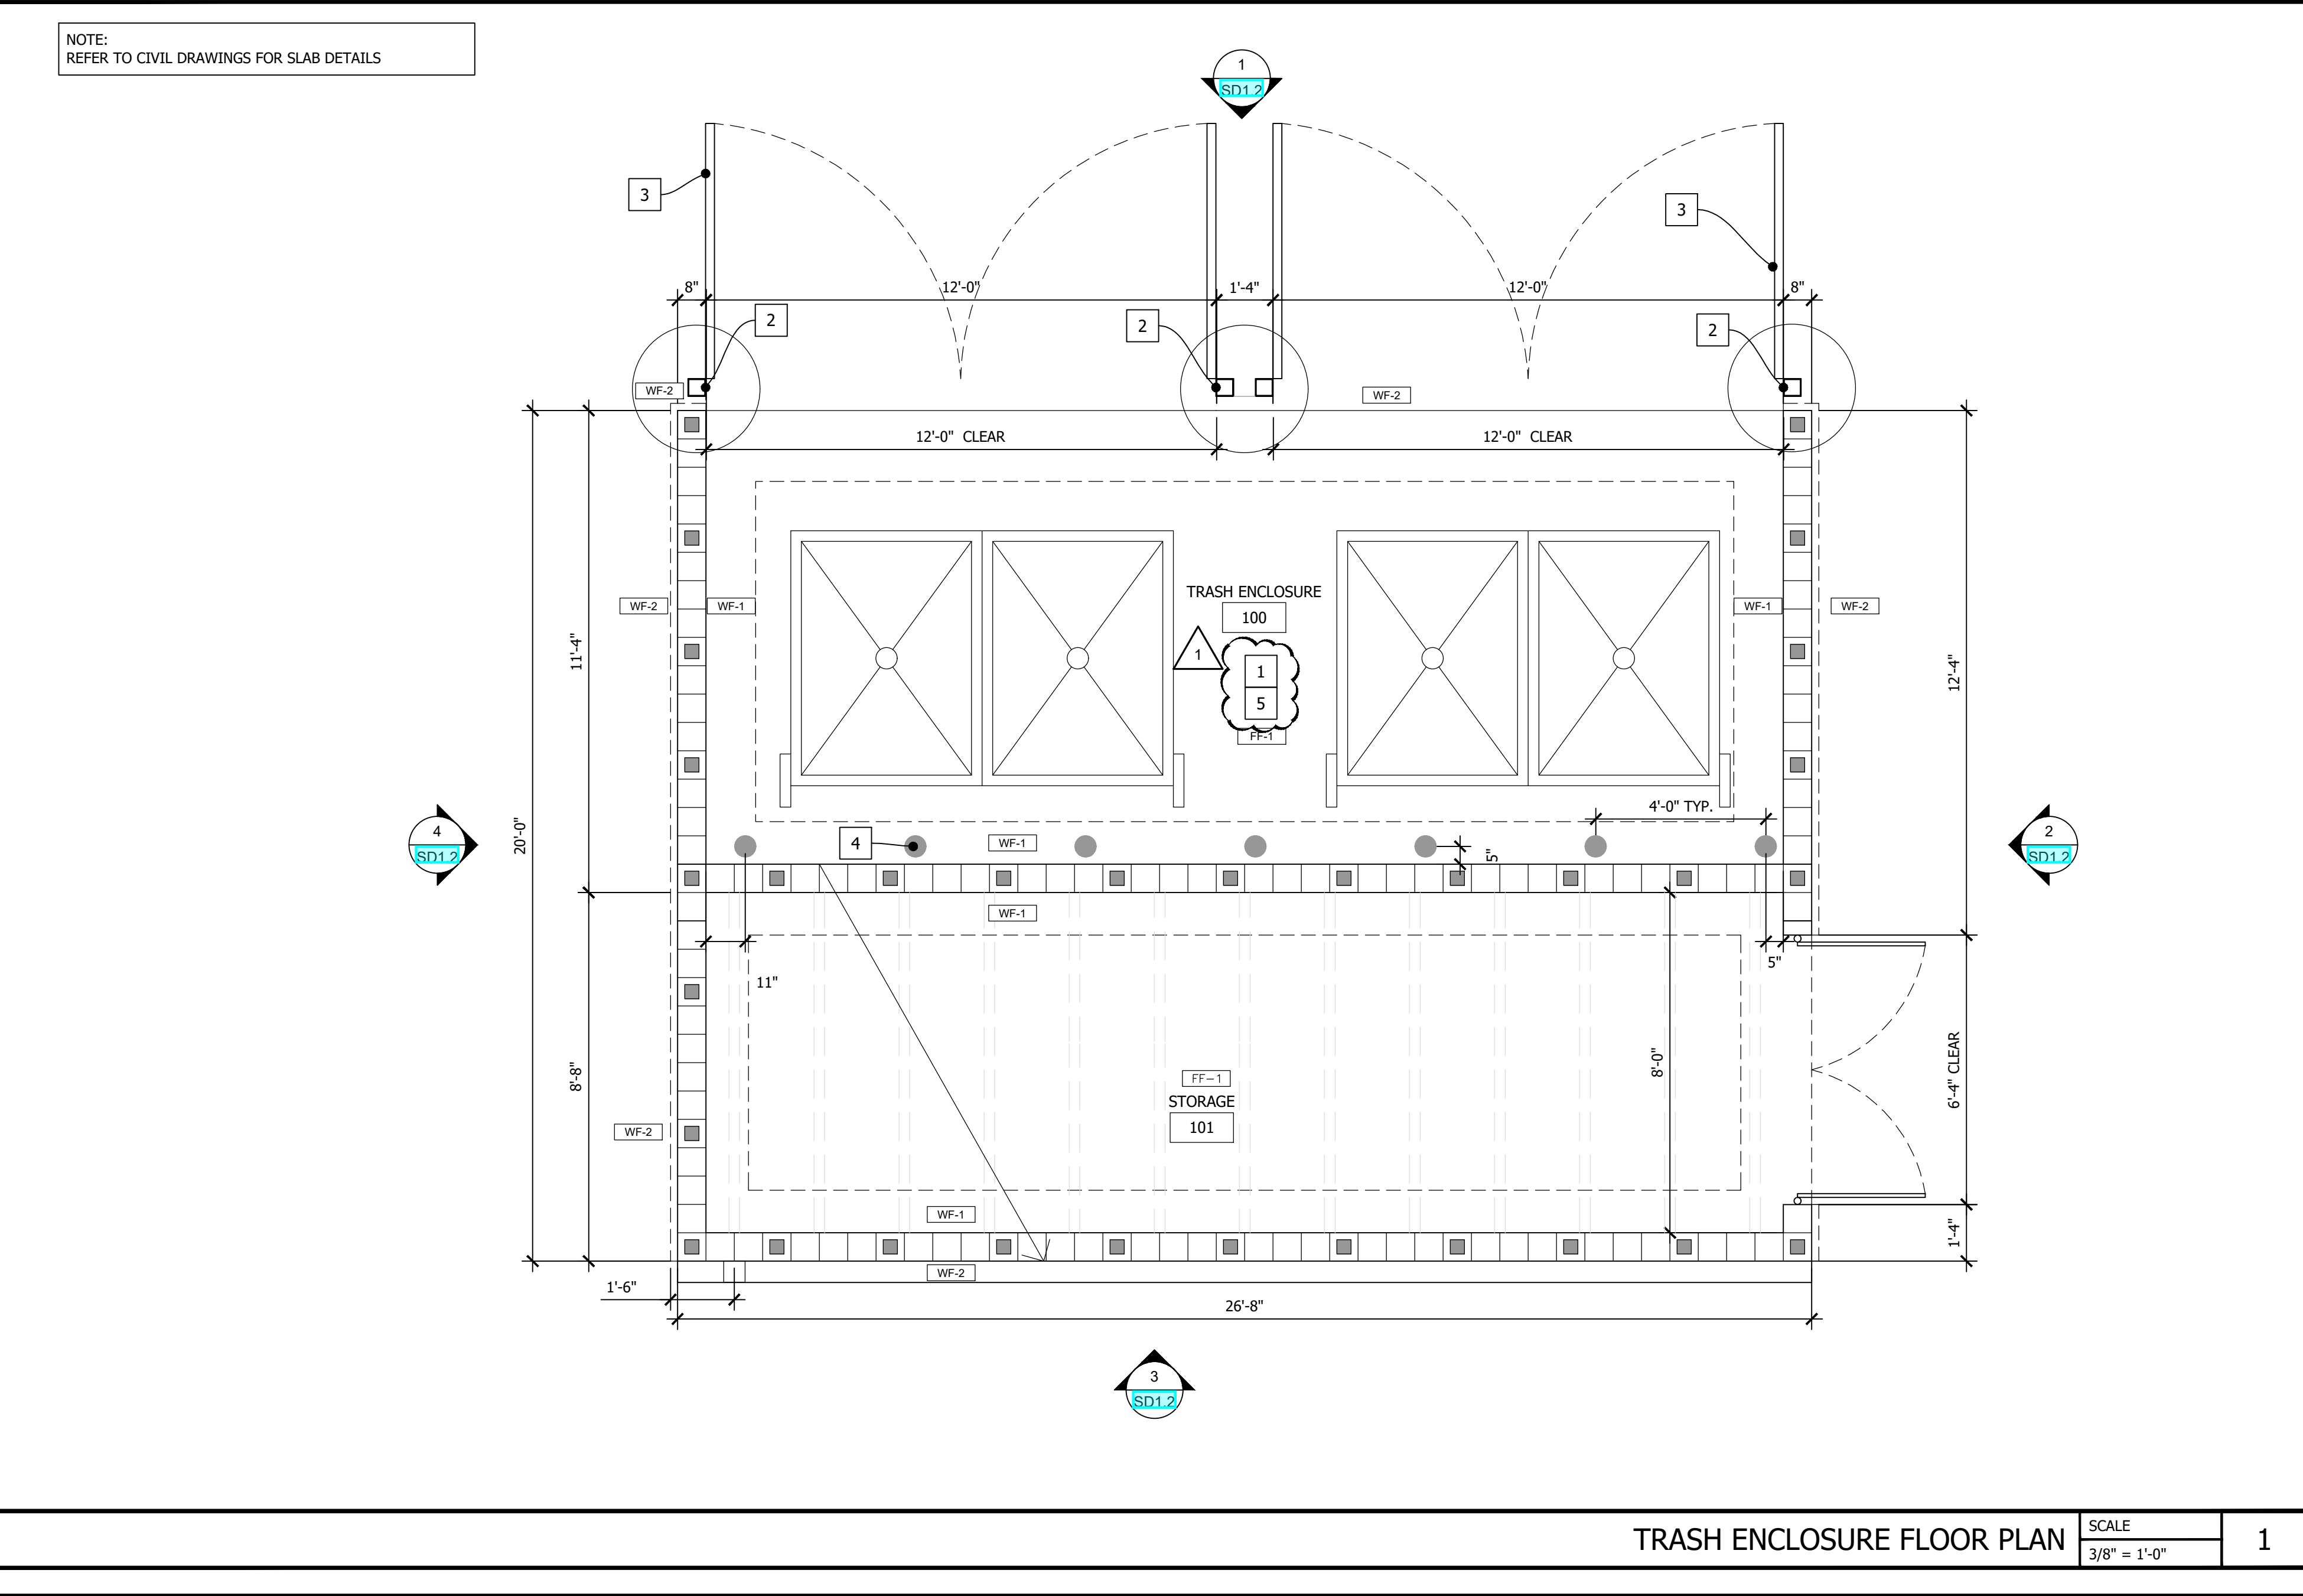 NOTE:
REFER TO CIVIL DRAWINGS FOR SLAB DETAILS
1
SD1.2
3
3
8"
12'-0"
1'-4"
12'-0"
8"
2
2
2
WF-2
WF-2
12'-0" CLEAR
12'-0" CLEAR
TRASH ENCLOSURE
100
WF-2
WF-1
WF-1
WF-2
1
1
5
FF-1
11'-4"
12'-4"
4'-0" TYP.
20'-0"
4
SD1.2
2
SD1.2
4
WF-1
5"
WF-1
11"
5"
8'-8"
8'-0"
6'-4" CLEAR
FF-1
STORAGE
101
WF-2
WF-1
1'-4"
WF-2
1'-6"
26'-8"
3
SD1.2
TRASH ENCLOSURE FLOOR PLAN
SCALE
3/8" = 1'-0"
1